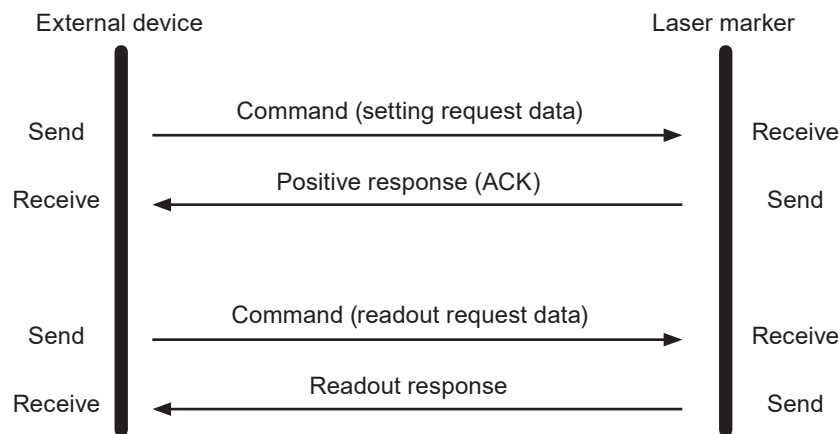 External device
Laser marker
Command (setting request data)
Send
Receive
Positive response (ACK)
Receive
Send
Command (readout request data)
Send
Receive
Readout response
Receive
Send